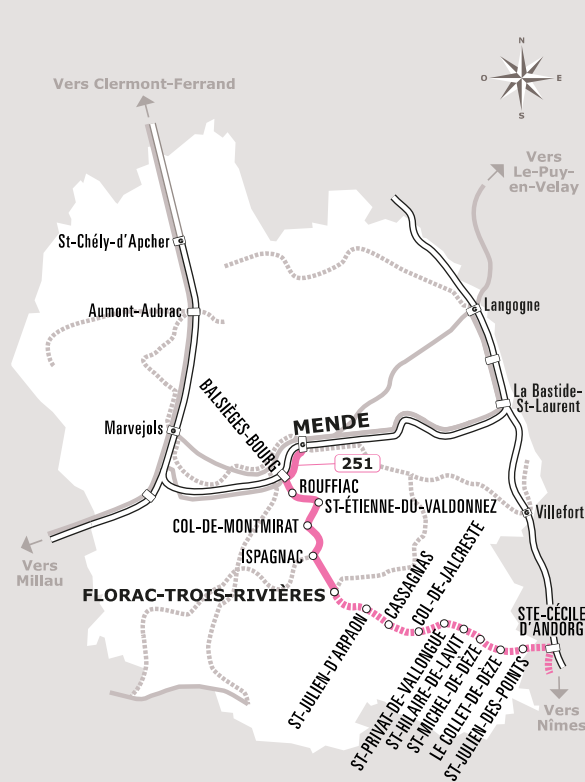 N
O
E
S
Vers Clermont-Ferrand
Vers
Le-Puy-
en-Velay
St-Chély-d'Apcher
Aumont-Aubrac
Langogne
La Bastide-
St-Laurent
Marvejols
BALSIÈGES-BOURG
MENDE
251
ROUFFIAC
ST-ÉTIENNE-DU-VALDONNEZ
Villefort
COL-DE-MONTMIRAT
ISPAGNAC
Vers
Millau
FLORAC-TROIS-RIVIÈRES
ST-JULIEN-D'ARPAON
CASSAGNAS
COL-DE-JALCRESTE
ST-PRIVAT-DE-VALLONGUE
ST-HILAIRE-DE-LAVIT
ST-MICHEL-DE-DÈZE
LE COLLET-DE-DÈZE
ST-JULIEN-DES-POINTS
STE-CÉCILE
D'ANDORG
Vers
Nîmes